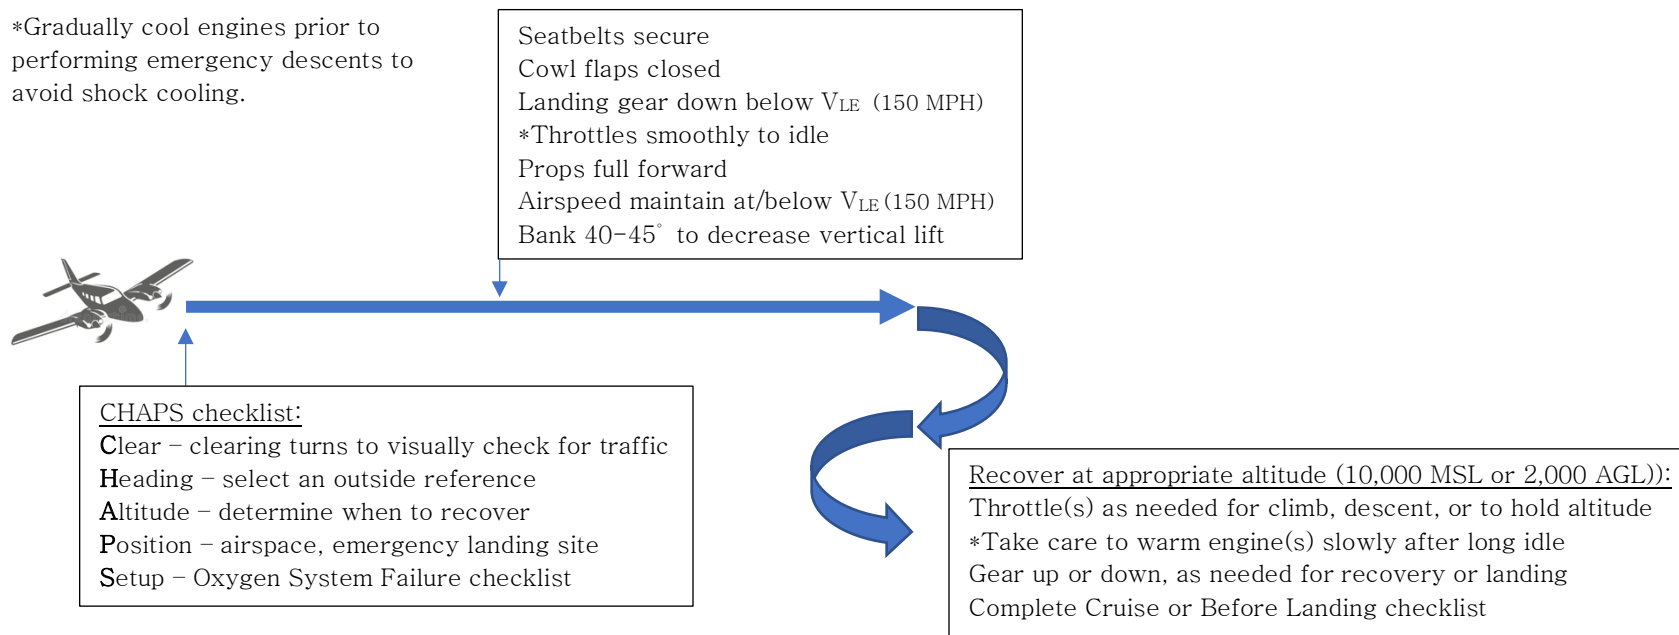 *Gradually cool engines prior to
performing emergency descents to
avoid shock cooling.
Seatbelts secure
Cowl flaps closed
Landing gear down below VLE (150 MPH)
*Throttles smoothly to idle
Props full forward
Airspeed maintain at/below VLE (150 MPH)
Bank 40-45° to decrease vertical lift
CHAPS checklist:
Clear – clearing turns to visually check for traffic
Heading – select an outside reference
Altitude – determine when to recover
Position – airspace, emergency landing site
Setup – Oxygen System Failure checklist
Recover at appropriate altitude (10,000 MSL or 2,000 AGL)):
Throttle(s) as needed for climb, descent, or to hold altitude
*Take care to warm engine(s) slowly after long idle
Gear up or down, as needed for recovery or landing
Complete Cruise or Before Landing checklist